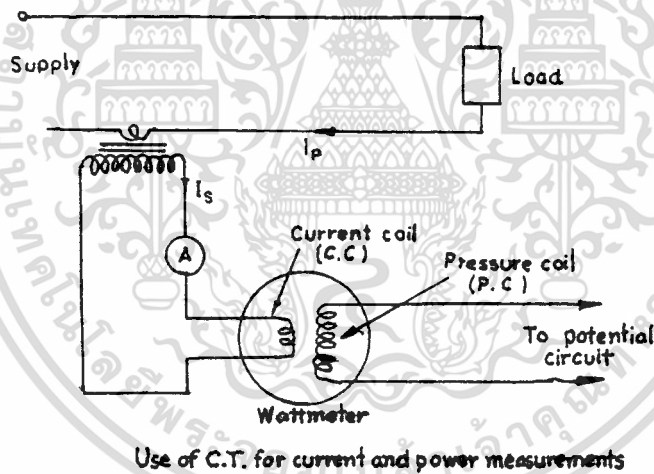 Supply
Load
Ip
Is
A
Current coil
(C.C)
Pressure coil
(P.C)
To potential
circuit
Wattmeter
Use of C.T. for current and power measurements